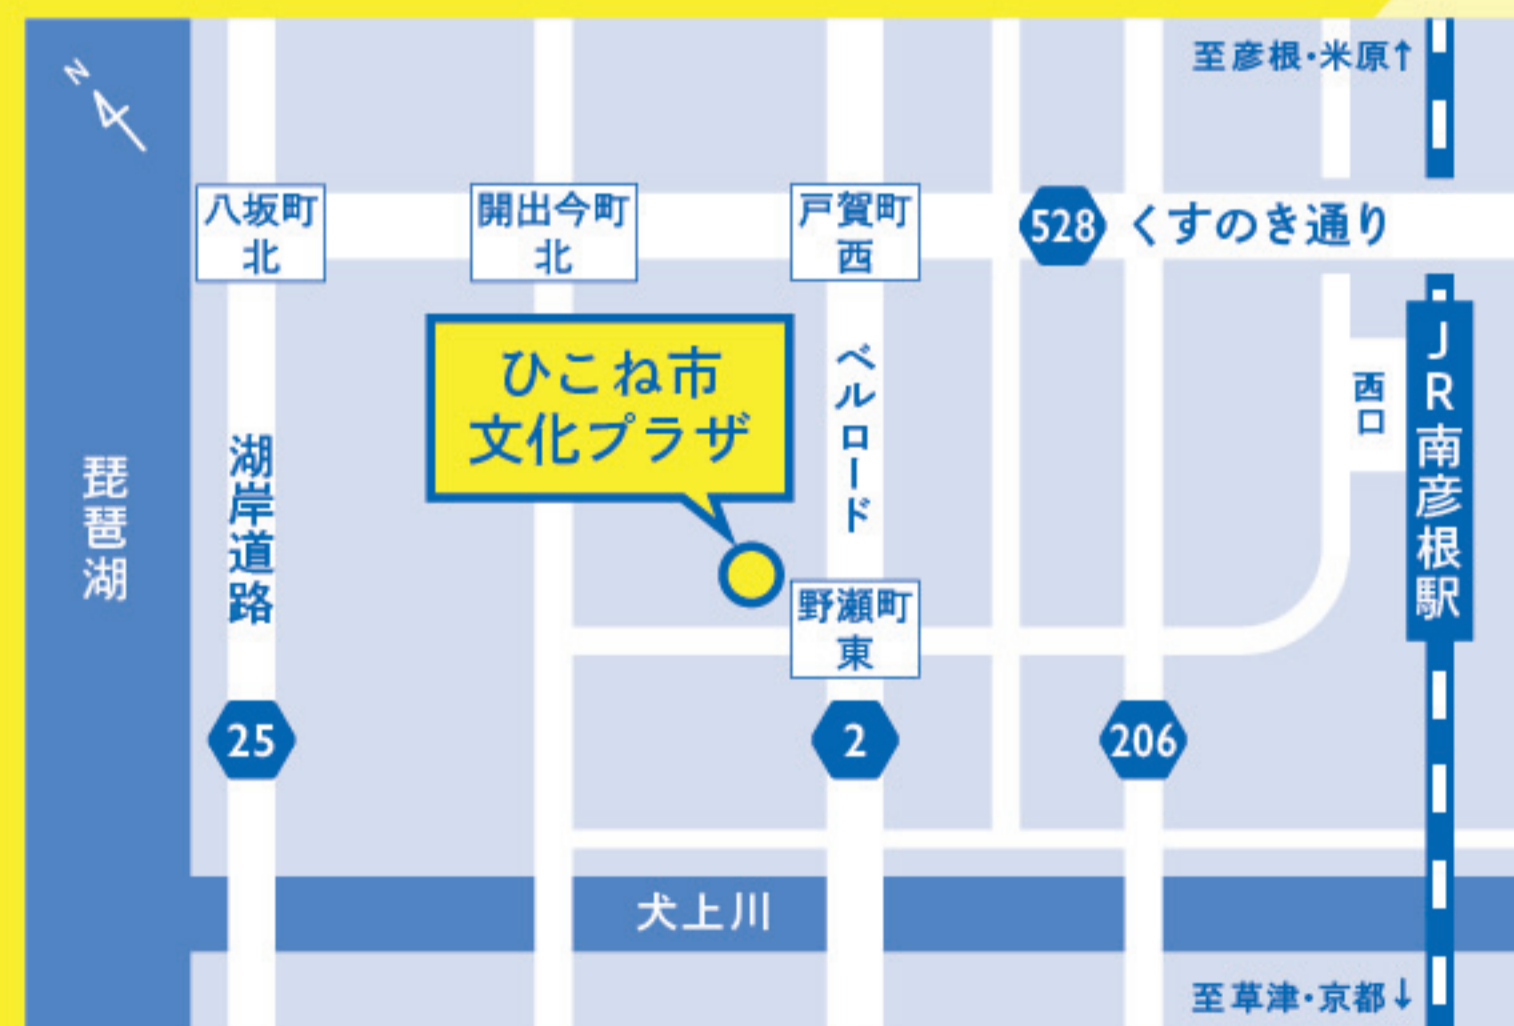 至彦根・米原↑
N
八坂町
北
開出今町
北
戸賀町
西
528
くすのき通り
ひこね市
文化プラザ
ベルロード
西口
JR南彦根駅
琵琶湖
湖岸道路
野瀬町
東
25
2
206
犬上川
至草津・京都↓